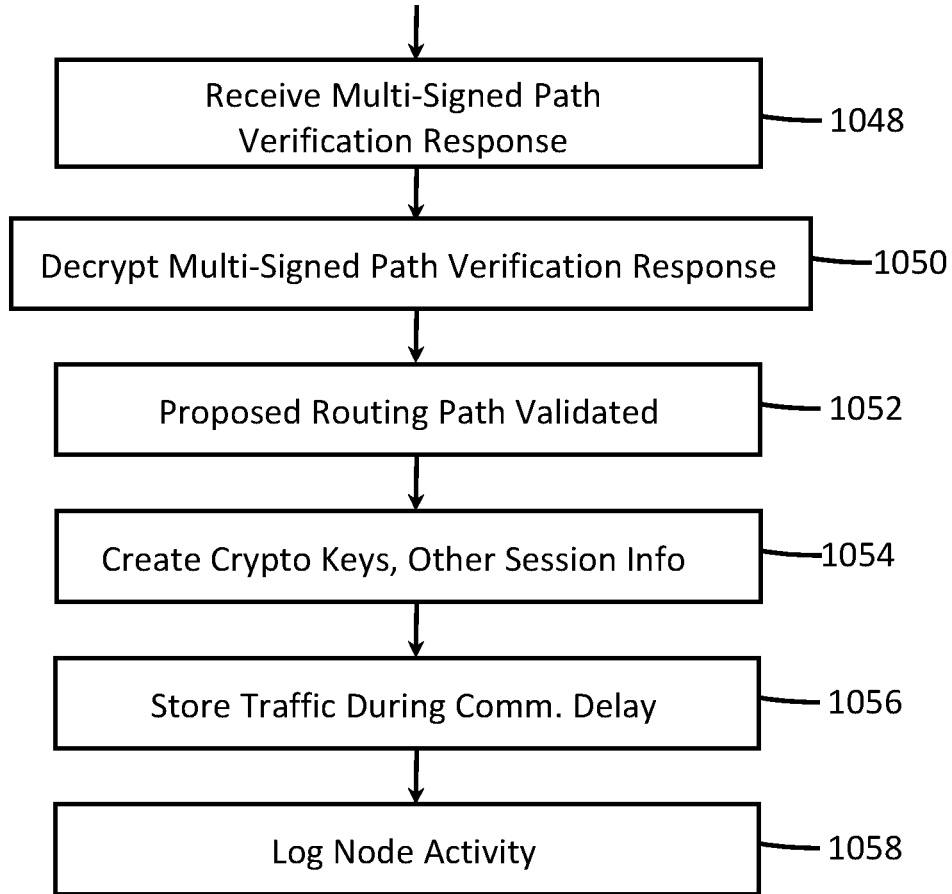 Receive Multi-Signed Path
Verification Response
1048
Decrypt Multi-Signed Path Verification Response
1050
Proposed Routing Path Validated
1052
Create Crypto Keys, Other Session Info
1054
Store Traffic During Comm. Delay
1056
Log Node Activity
1058